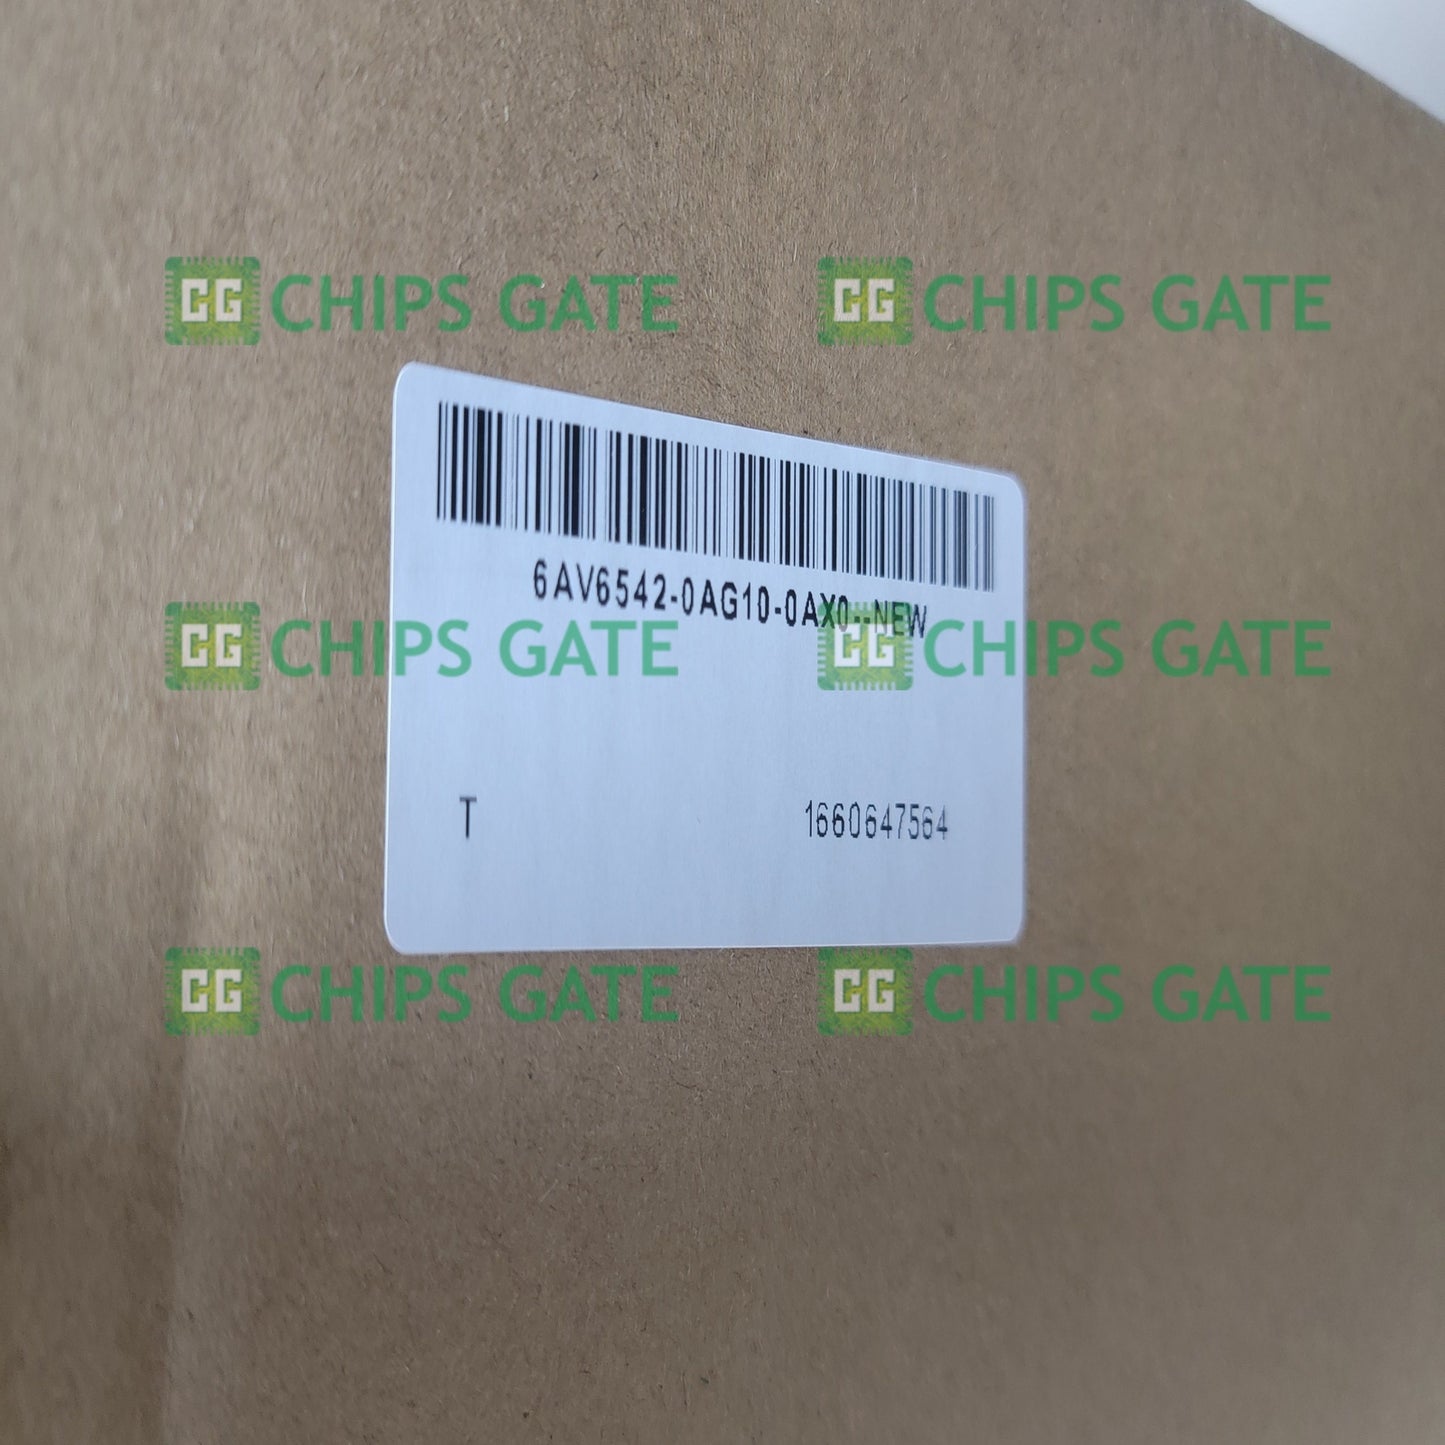 CG CHIPS GATE CG CHIPS GATE
6AV6542-0AG10-0AX0--NEW
CG CHIPS GATE CG CHIPS GATE
T 1660647564
CG CHIPS GATE CG CHIPS GATE